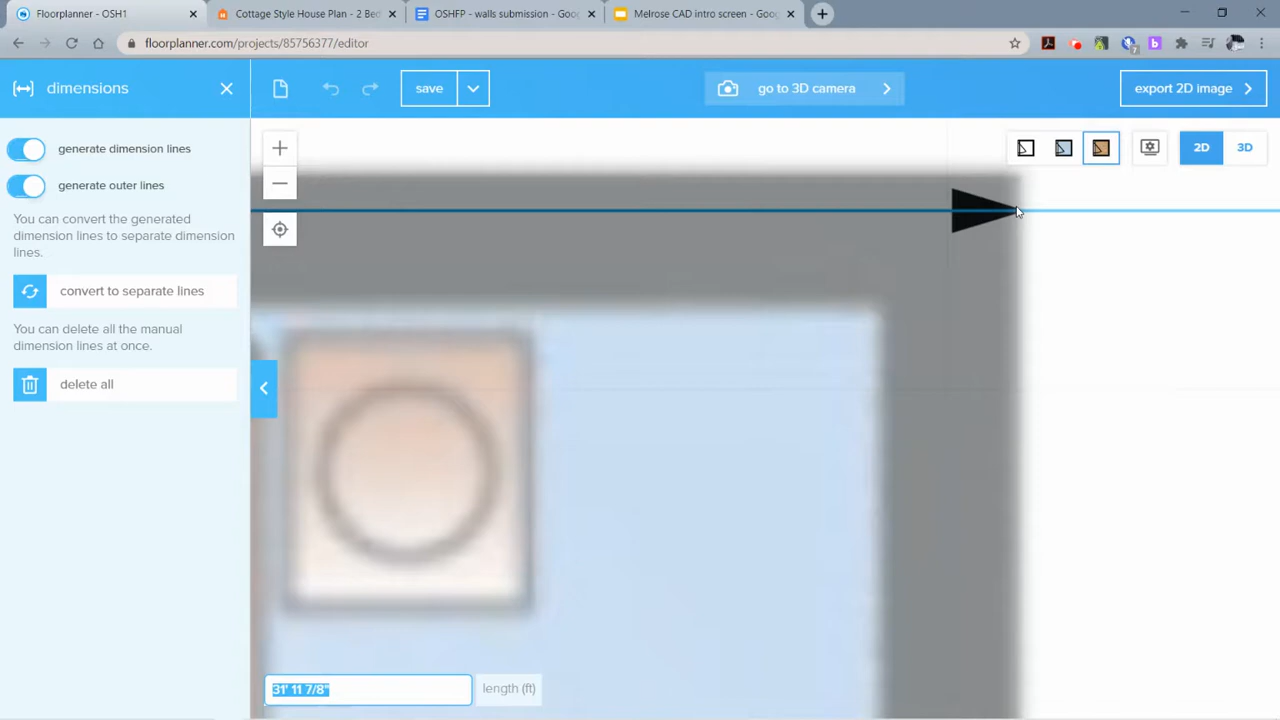 Floorplanner - OSH1
Cottage Style House Plan - 2 Bed
OSHFP - walls submission - Goo
Melrose CAD intro screen - Goog
floorplanner.com/projects/85756377/editor
7
dimensions
save
go to 3D camera
export 2D image
generate dimension lines
2D
3D
generate outer lines
You can convert the generated
dimension lines to separate dimension
lines.
convert to separate lines
You can delete all the manual
dimension lines at once.
delete all
31' 11 7/8"
length (ft)